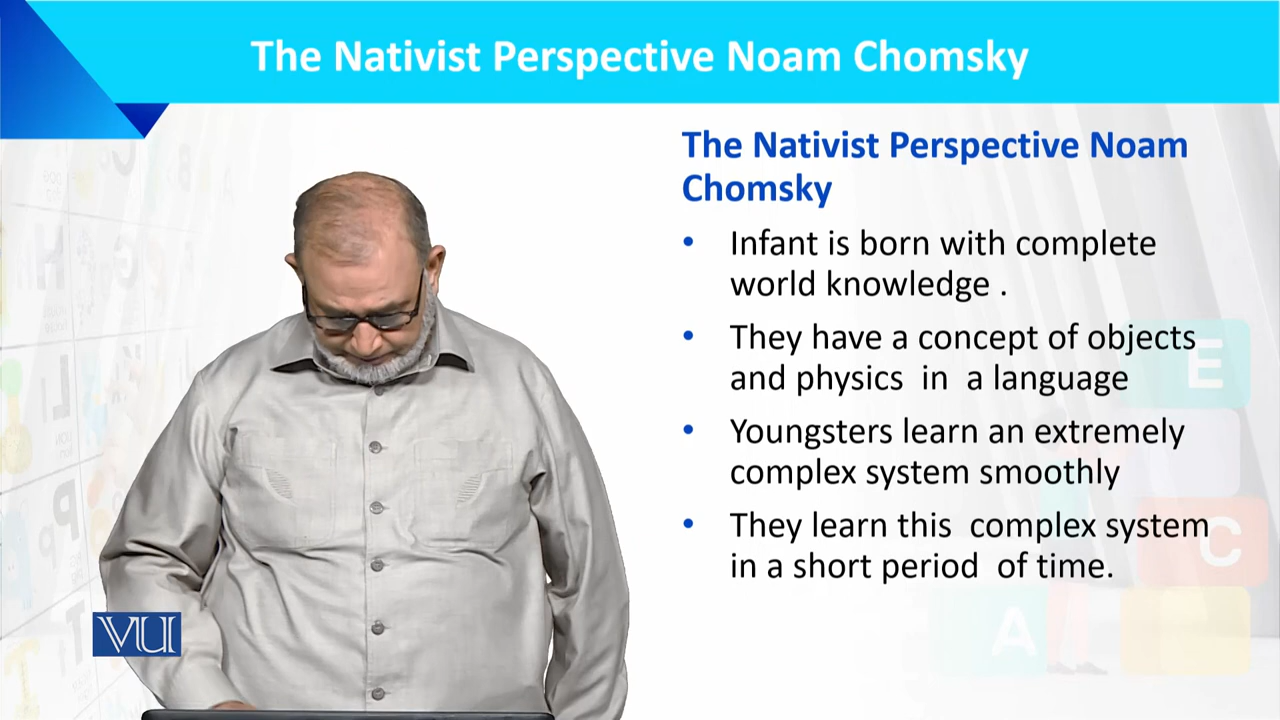 The Nativist Perspective Noam Chomsky
The Nativist Perspective Noam
Chomsky
• Infant is born with complete
world knowledge .
• They have a concept of objects
and physics  in  a language
• Youngsters learn an extremely
complex system smoothly
• They learn this  complex system
in a short period  of time.
VU
E
C
A